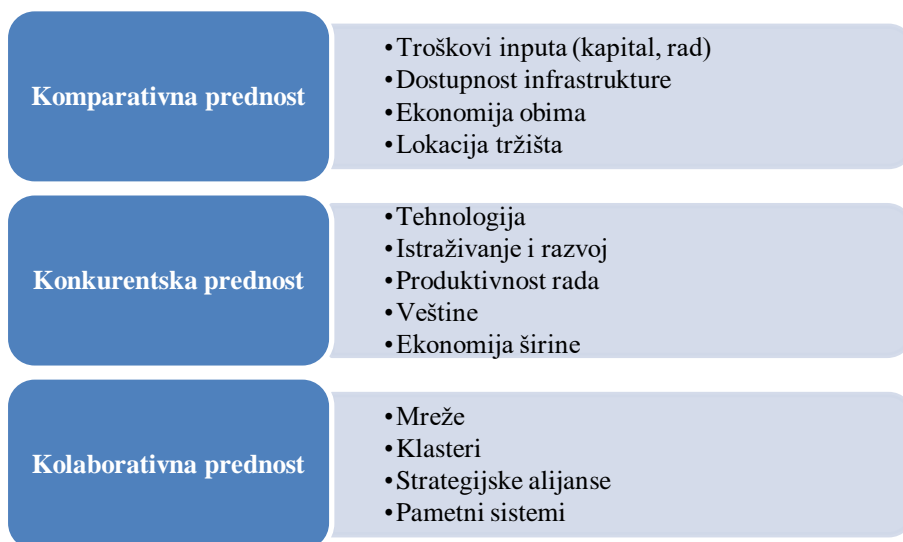 Komparativna prednost
•Troškovi inputa (kapital, rad)
•Dostupnost infrastrukture
•Ekonomija obima
•Lokacija tržišta
Konkurentska prednost
•Tehnologija
•Istraživanje i razvoj
•Produktivnost rada
•Veštine
•Ekonomija širine
Kolaborativna prednost
•Mreže
•Klasteri
•Strategijske alijanse
•Pametni sistemi